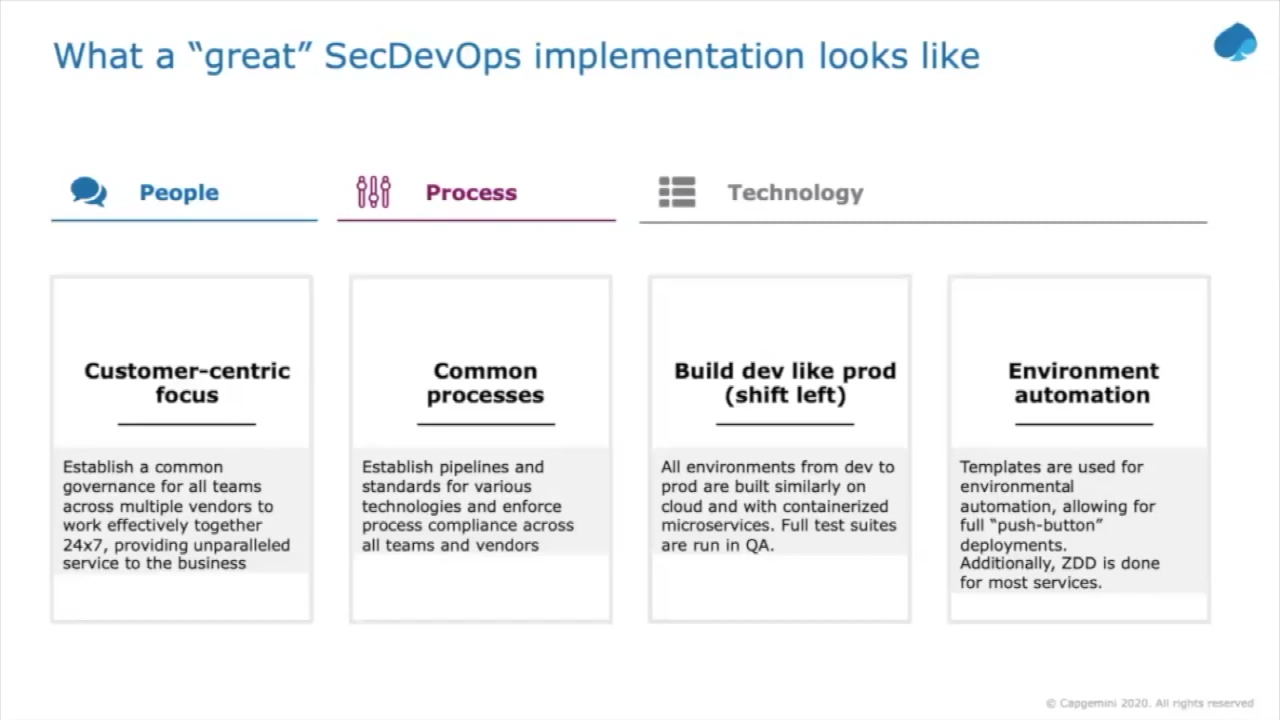 What a “great” SecDevOps implementation looks like
People
Process
Technology
Customer-centric
focus
Establish a common
governance for all teams
across multiple vendors to
work effectively together
24x7, providing unparalleled
service to the business
Common
processes
Establish pipelines and
standards for various
technologies and enforce
process compliance across
all teams and vendors
Build dev like prod
(shift left)
All environments from dev to
prod are built similarly on
cloud and with containerized
microservices. Full test suites
are run in QA.
Environment
automation
Templates are used for
environmental
automation, allowing for
full “push-button”
deployments.
Additionally, ZDD is done
for most services.
© Capgemini 2020. All rights reserved